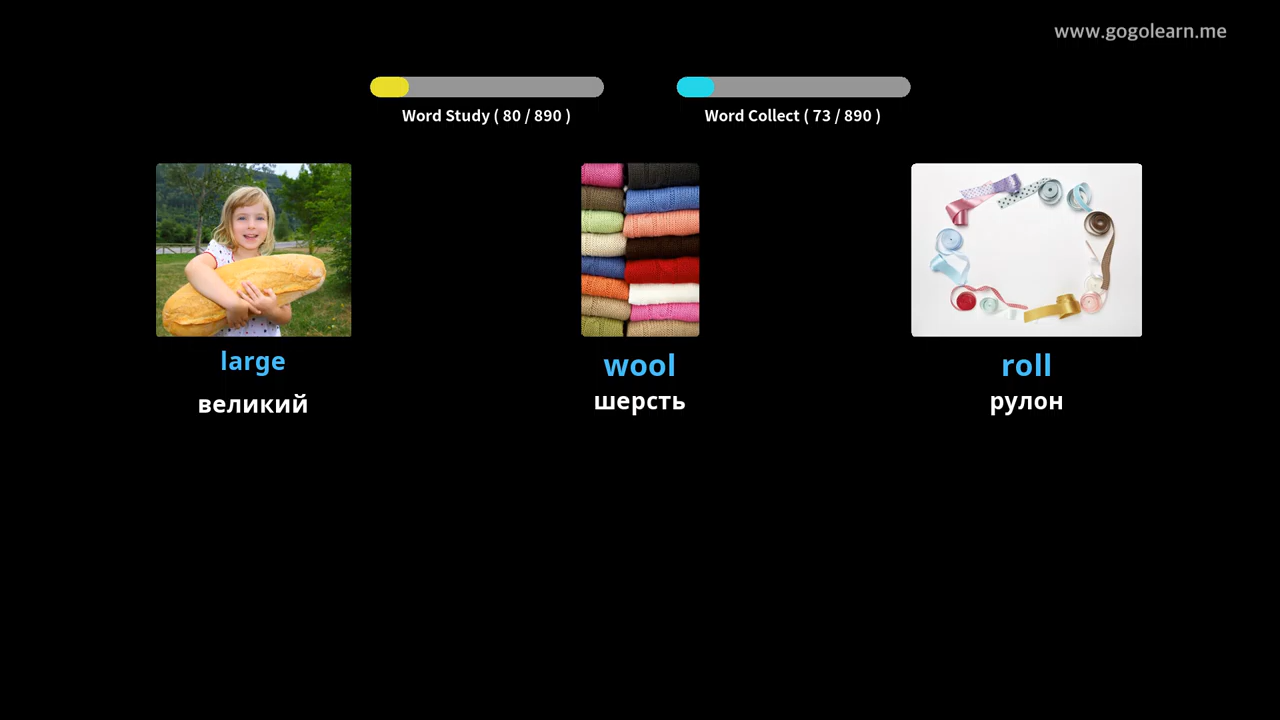 www.gogolearn.me
Word Study ( 80 / 890 )
Word Collect ( 73 / 890 )
large
wool
roll
великий
шерсть
рулон